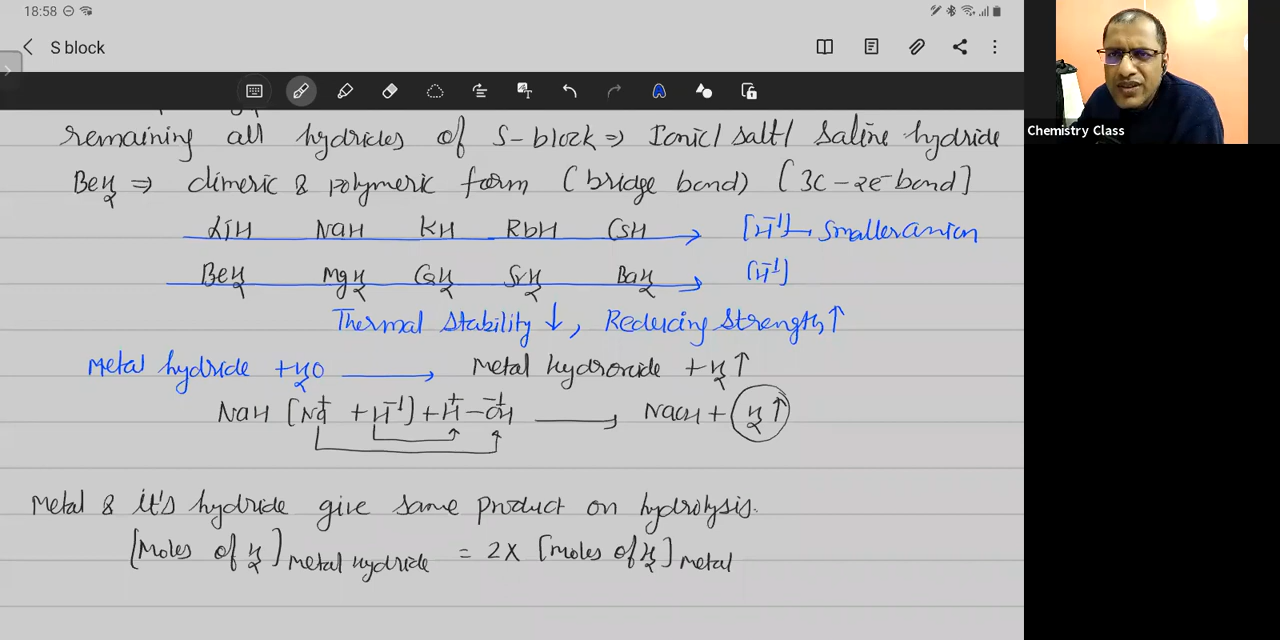 18:58
S block
Chemistry Class
remaining all hydrides of S-block ⇒ Ionic/ salt/ Saline hydride
BeH₂ ⇒ dimeric & polymeric form (bridge bond) [3C-2e⁻ bond]
LiH NaH KH RbH CsH → [H⁻¹] → Smaller anion
BeH₂ MgH₂ CaH₂ SrH₂ BaH₂ → [H⁻¹]
Thermal Stability ↓, Reducing Strength ↑
Metal hydride + H₂O → Metal hydroxide + H₂↑
NaH [Na⁺ + H⁻¹] + H⁺-OH⁻¹ → NaOH + H₂↑
Metal & it's hydride give same product on hydrolysis.
[Moles of H₂] metal hydride = 2X [moles of H₂] metal